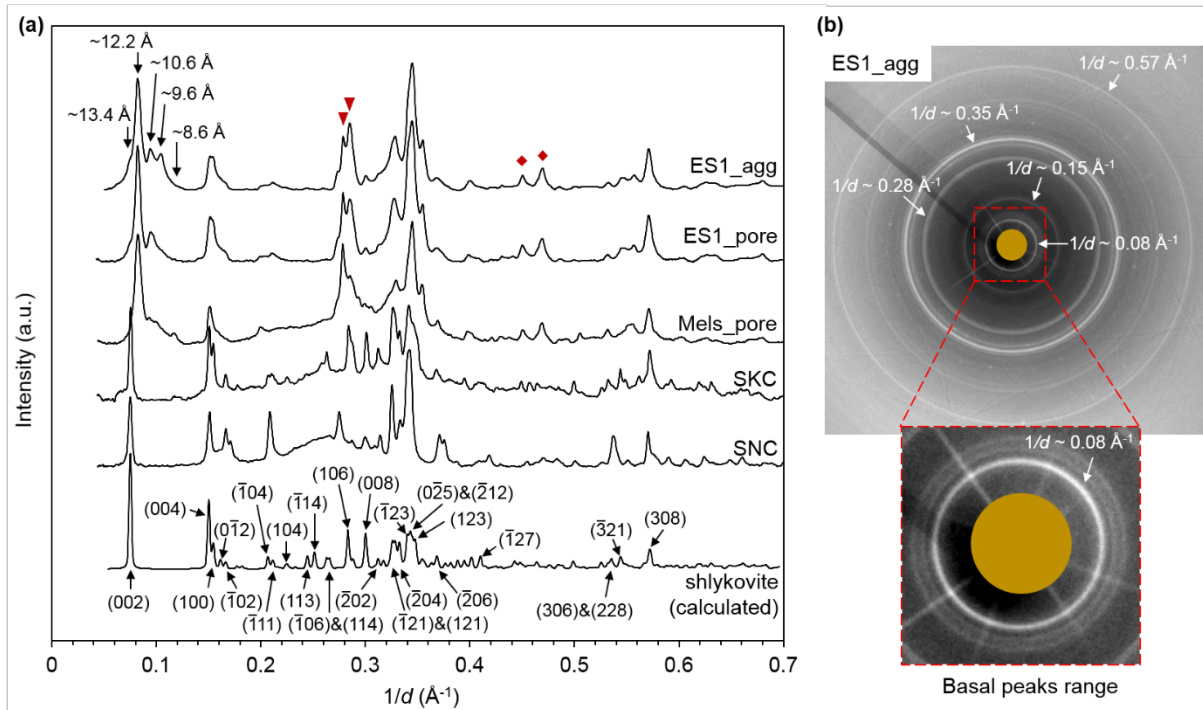 (a)
~12.2 Å
~10.6 Å
~9.6 Å
~13.4 Å
~8.6 Å
ES1_agg
ES1_pore
Mels_pore
SKC
SNC
(106)
(008)
(02̅5)&(2̅12)
(1̅23)
(123)
(004)
(01̅2)
(1̅04)
(104)
(1̅14)
(1̅27)
(3̅21)
(308)
shlykovite
(calculated)
(002)
(100)
(1̅02)
(1̅11)
(113)
(1̅06)&(114)
(2̅02)
(1̅21)&(121)
(2̅04)
(2̅06)
(306)&(228)
Intensity (a.u.)
0 0.1 0.2 0.3 0.4 0.5 0.6 0.7
1/d (Å⁻¹)
(b)
ES1_agg
1/d ~ 0.57 Å⁻¹
1/d ~ 0.35 Å⁻¹
1/d ~ 0.15 Å⁻¹
1/d ~ 0.28 Å⁻¹
1/d ~ 0.08 Å⁻¹
1/d ~ 0.08 Å⁻¹
Basal peaks range